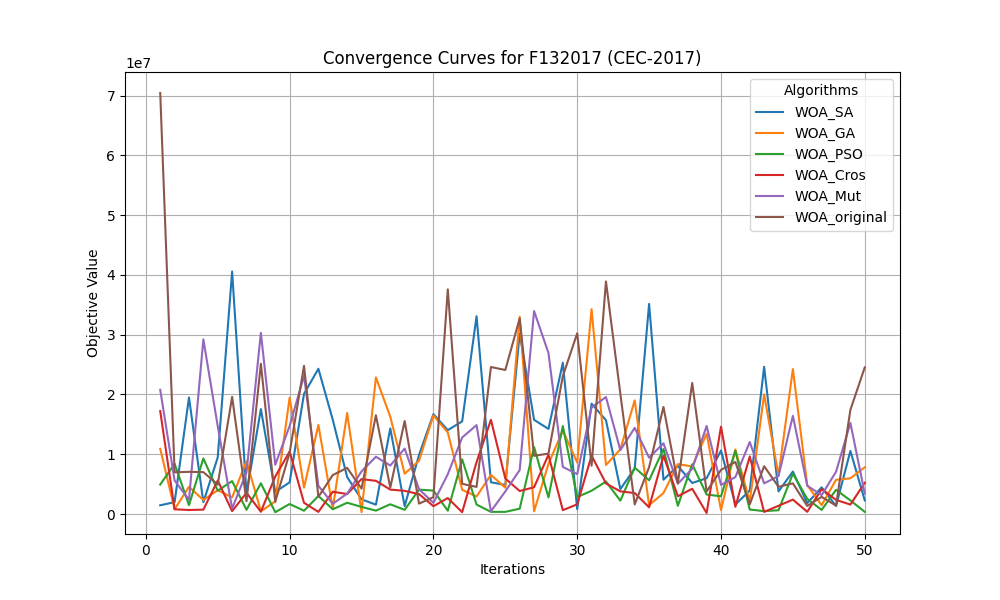 Convergence Curves for F132017 (CEC-2017)
1e7
Algorithms
WOA_SA
WOA_GA
WOA_PSO
WOA_Cros
WOA_Mut
WOA_original
Objective Value
7
6
5
4
3
2
1
0
0 10 20 30 40 50
Iterations